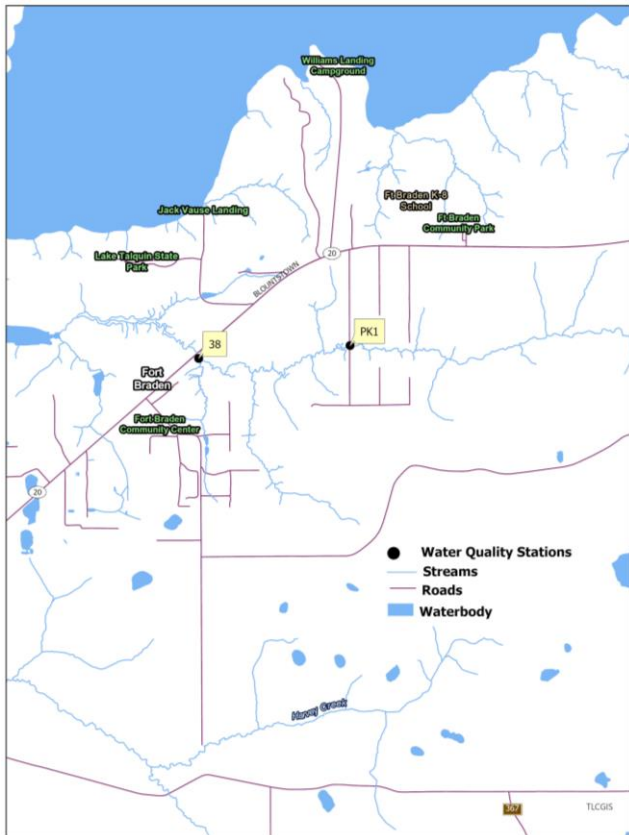 Williams Landing
Campground
Ft Braden K-8
School
Jack Vause Landing
Ft Braden
Community Park
Lake Talquin State
Park
20
BLOUNTSTOWN
38
PK1
Fort
Braden
Fort Braden
Community Center
20
Water Quality Stations
Streams
Roads
Waterbody
Harvey Creek
367
TLCGIS